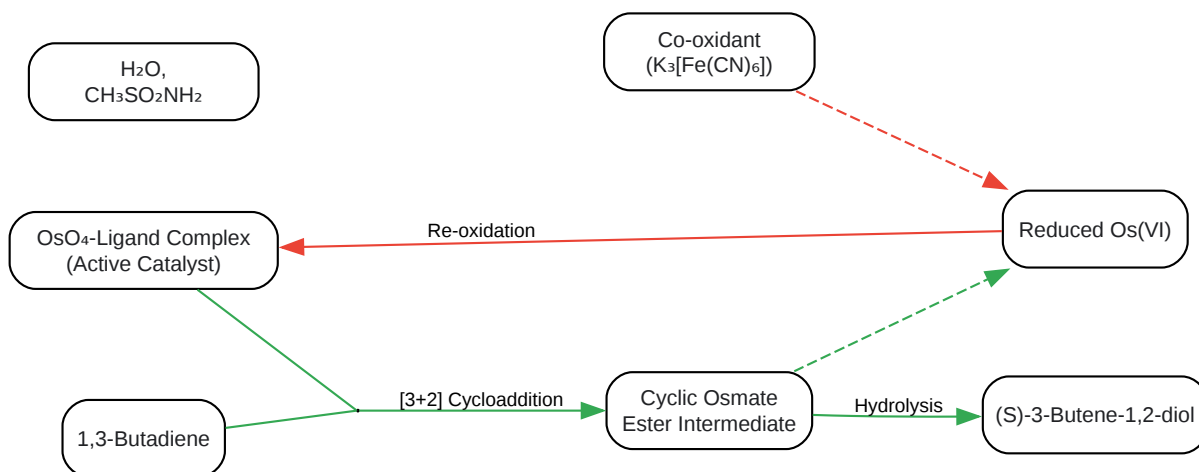 H₂O,
CH₃SO₂NH₂
Co-oxidant
(K₃[Fe(CN)₆])
OsO₄-Ligand Complex
(Active Catalyst)
Re-oxidation
Reduced Os(VI)
1,3-Butadiene
[3+2] Cycloaddition
Cyclic Osmate
Ester Intermediate
Hydrolysis
(S)-3-Butene-1,2-diol